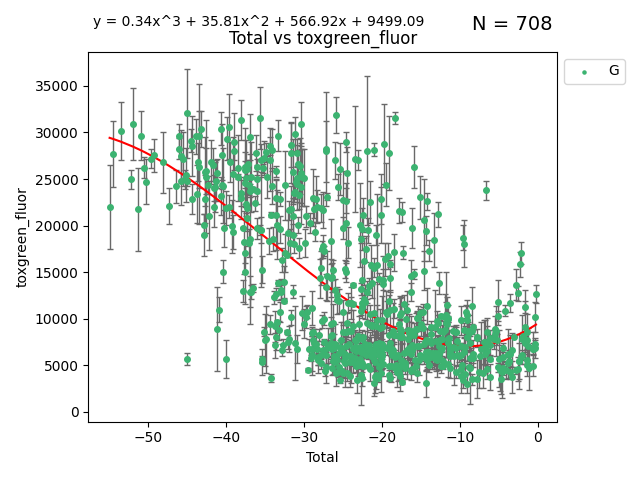 y = 0.34x^3 + 35.81x^2 + 566.92x + 9499.09
N = 708
Total vs toxgreen_fluor
G
35000
30000
25000
20000
15000
10000
5000
0
toxgreen_fluor
−50
−40
−30
−20
−10
0
Total